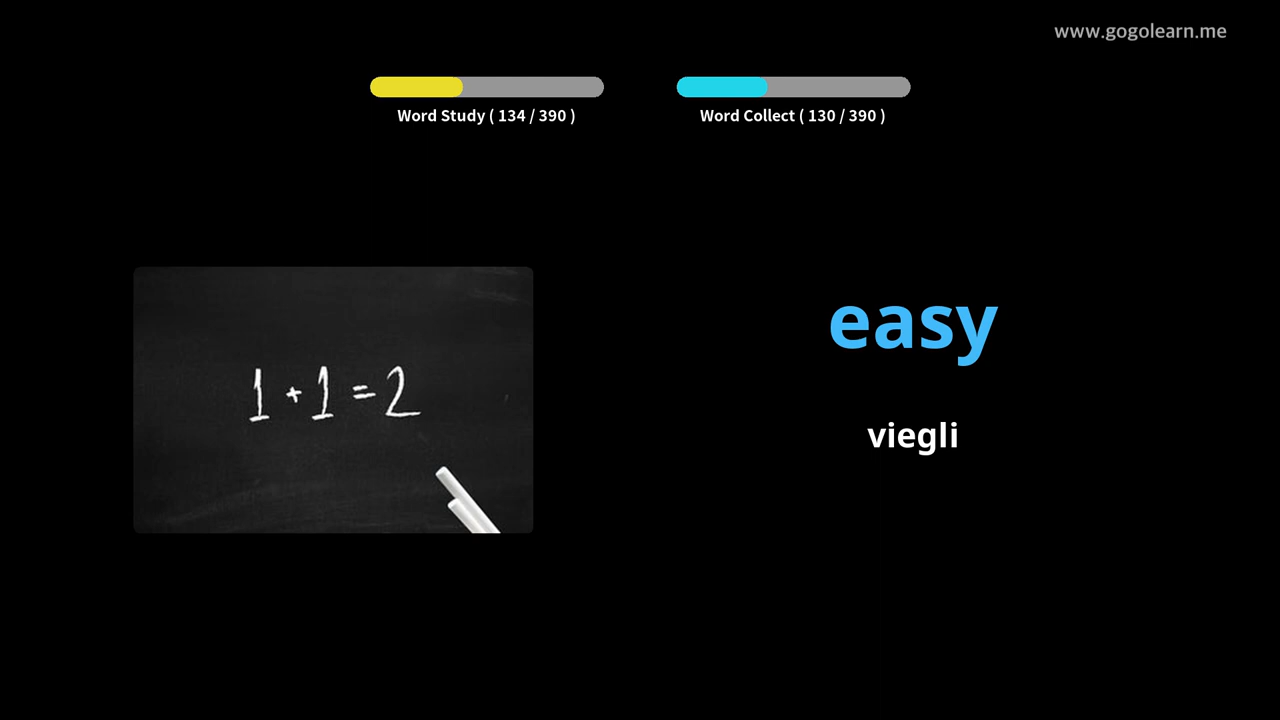 www.gogolearn.me
Word Study ( 134 / 390 )
Word Collect ( 130 / 390 )
1 + 1 = 2
easy
viegli